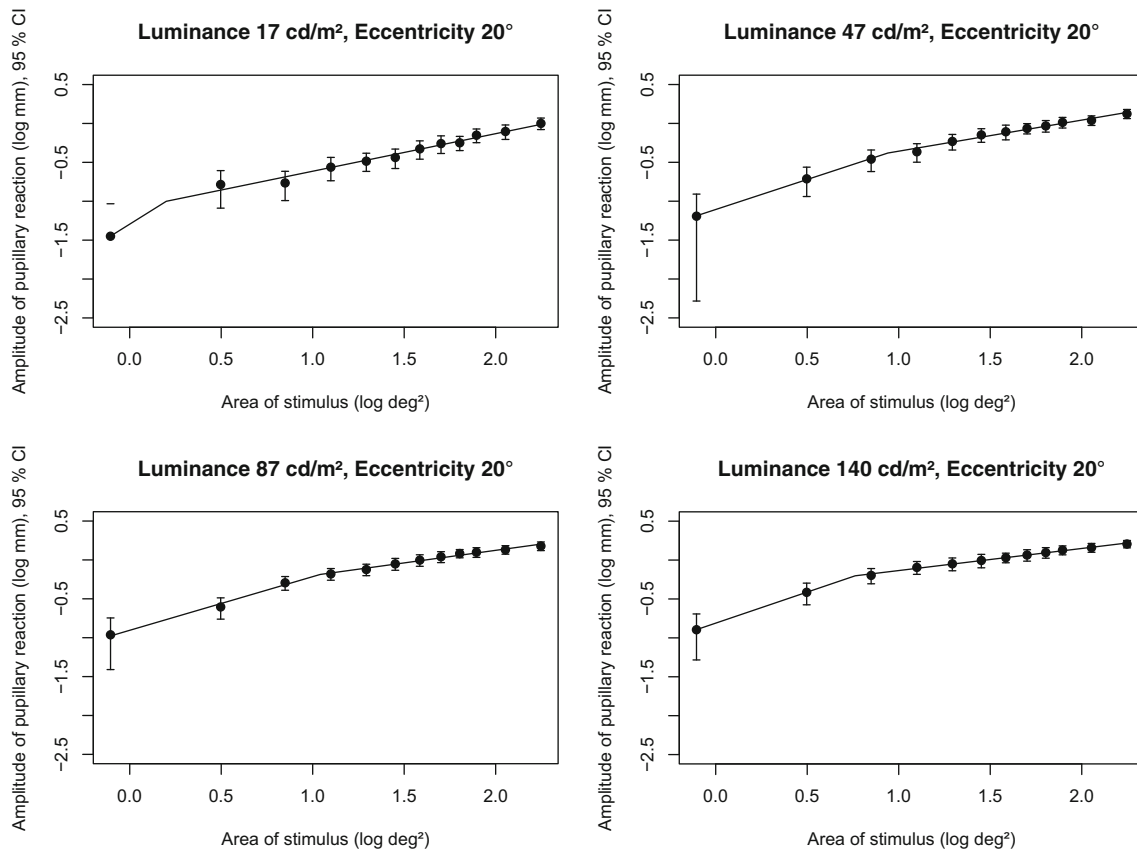 Luminance 17 cd/m², Eccentricity 20°
Amplitude of pupillary reaction (log mm), 95 % CI
0.5
−0.5
−1.5
−2.5
0.0 0.5 1.0 1.5 2.0
Area of stimulus (log deg²)
Luminance 47 cd/m², Eccentricity 20°
Amplitude of pupillary reaction (log mm), 95 % CI
0.5
−0.5
−1.5
−2.5
0.0 0.5 1.0 1.5 2.0
Area of stimulus (log deg²)
Luminance 87 cd/m², Eccentricity 20°
Amplitude of pupillary reaction (log mm), 95 % CI
0.5
−0.5
−1.5
−2.5
0.0 0.5 1.0 1.5 2.0
Area of stimulus (log deg²)
Luminance 140 cd/m², Eccentricity 20°
Amplitude of pupillary reaction (log mm), 95 % CI
0.5
−0.5
−1.5
−2.5
0.0 0.5 1.0 1.5 2.0
Area of stimulus (log deg²)